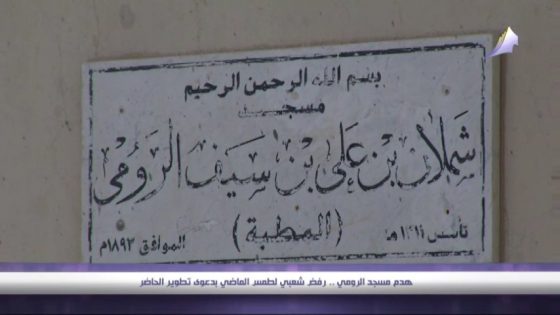 بسم الله الرحمن الرحيم
مسجد
شملان بن علي بن سيف الرومي
(المطبة)
تأسس ١٣١١هـ
الموافق ١٨٩٣م
هدم مسجد الرومي .. رفض شعبي لطمس الماضي بدعوى تطوير الحاضر